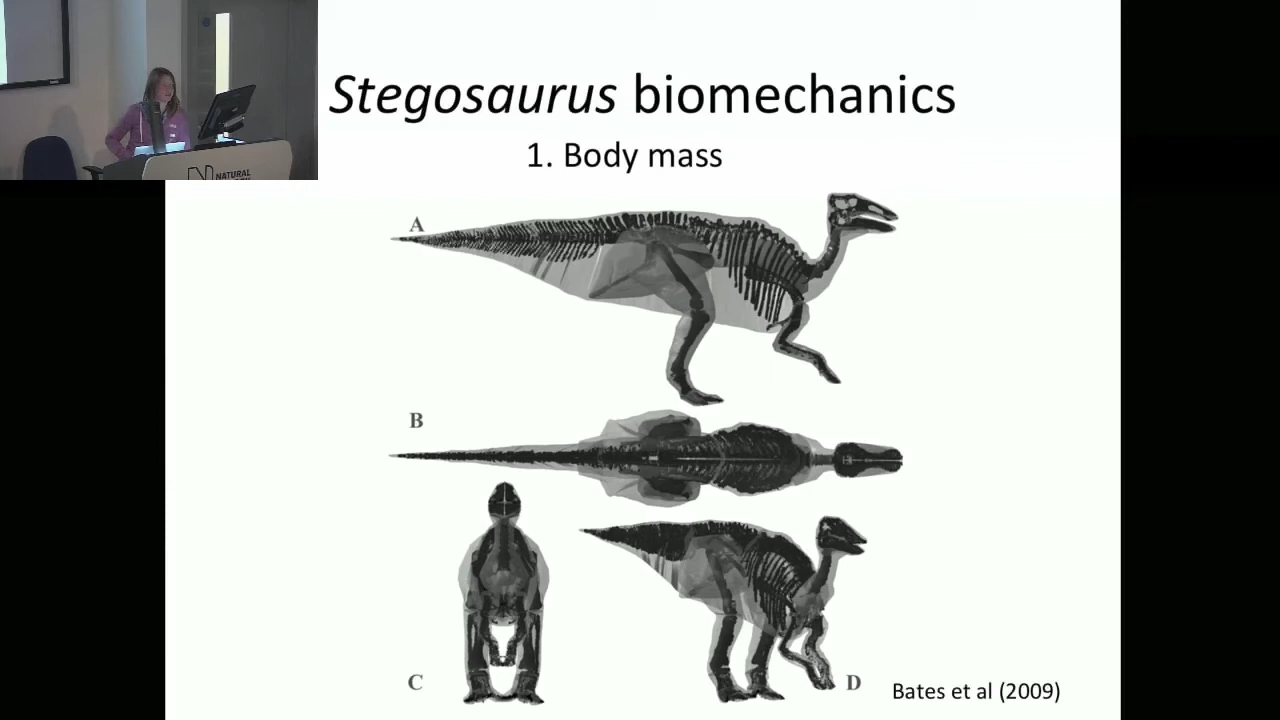 Stegosaurus biomechanics
1. Body mass
NATURAL
A
B
C
D
Bates et al (2009)